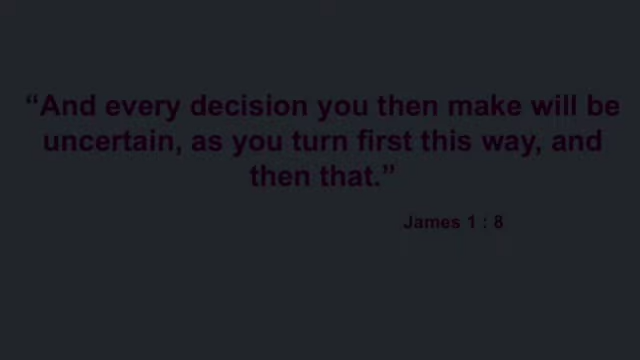 “And every decision you then make will be
uncertain, as you turn first this way, and
then that.”
James 1 : 8